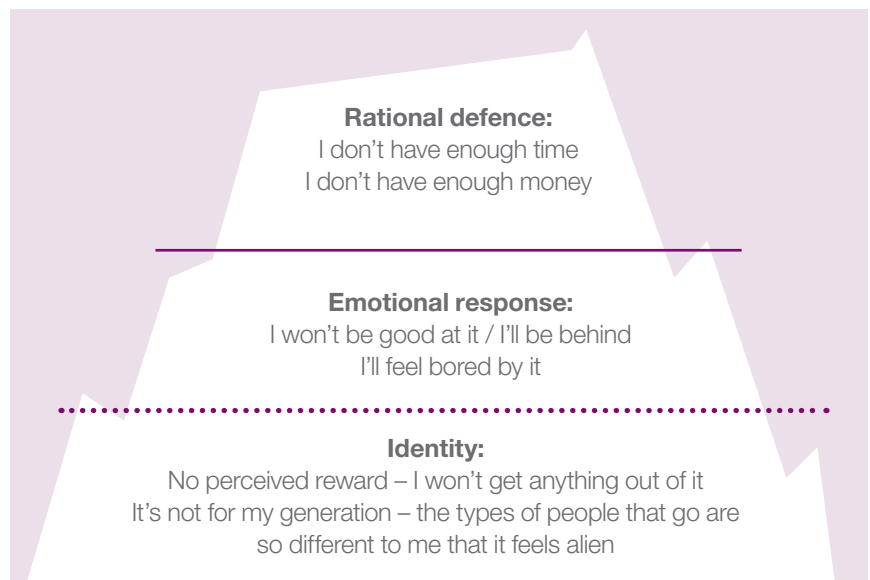 Rational defence:
I don’t have enough time
I don’t have enough money
Emotional response:
I won’t be good at it / I’ll be behind
I’ll feel bored by it
Identity:
No perceived reward – I won’t get anything out of it
It’s not for my generation – the types of people that go are
so different to me that it feels alien